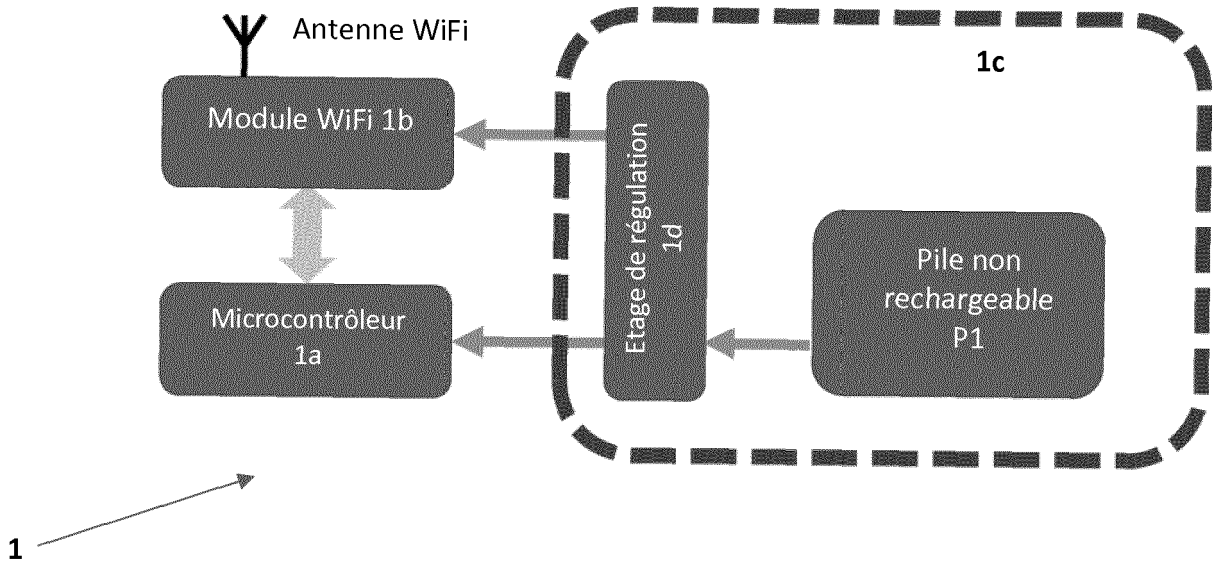 Antenne WiFi
1c
Module WiFi 1b
Etage de régulation
1d
Pile non
rechargeable
P1
Microcontrôleur
1a
1